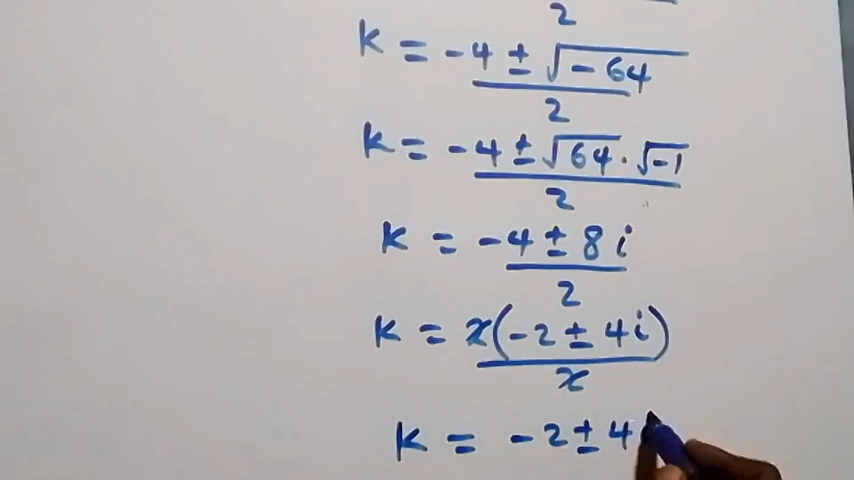 2
K = -4 ± √-64
2
K = -4 ± √64 · √-1
2
K = -4 ± 8i
2
K = 2(-2 ± 4i)
2
K = -2 ± 4